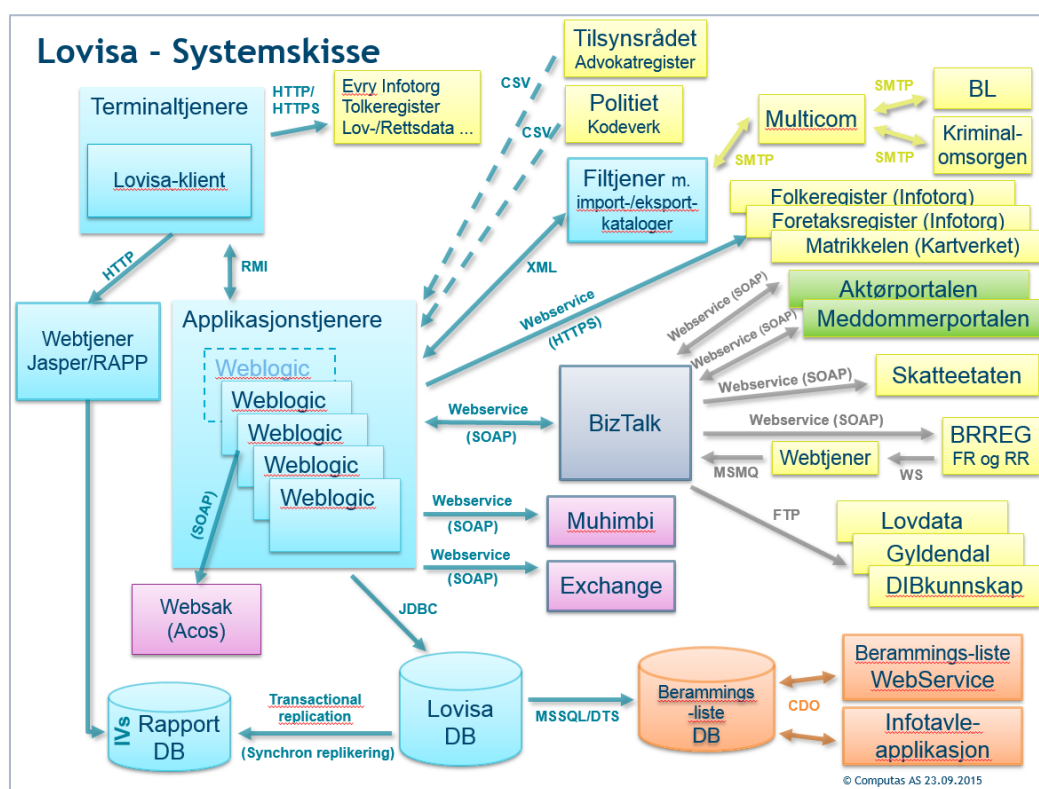 Lovisa - Systemskisse
Terminaltjenere
Lovisa-klient
HTTP/
HTTPS
Evry Infotorg
Tolkeregister
Lov-/Rettsdata ...
CSV
Tilsynsrådet
Advokatregister
CSV
Politiet
Kodeverk
Filtjener m.
import-/eksport-
kataloger
SMTP
Multicom
SMTP
BL
SMTP
Kriminal-
omsorgen
Folkeregister (Infotorg)
Foretaksregister (Infotorg)
Matrikkelen (Kartverket)
HTTP
RMI
XML
Webservice
(HTTPS)
Webtjener
Jasper/RAPP
Applikasjonstjenere
Weblogic
Weblogic
Weblogic
Weblogic
Weblogic
Webservice (SOAP)
Webservice (SOAP)
Aktørportalen
Meddommerportalen
Webservice
(SOAP)
BizTalk
Webservice (SOAP)
Skatteetaten
Webservice (SOAP)
BRREG
FR og RR
MSMQ
Webtjener
WS
(SOAP)
Webservice
(SOAP)
Muhimbi
Webservice
(SOAP)
Exchange
FTP
Lovdata
Gyldendal
DIBkunnskap
Websak
(Acos)
JDBC
IVs
Rapport
DB
Transactional
replication
(Synchron replikering)
Lovisa
DB
MSSQL/DTS
Berammings
-liste
DB
CDO
Berammings-liste
WebService
Infotavle-
applikasjon
© Computas AS 23.09.2015